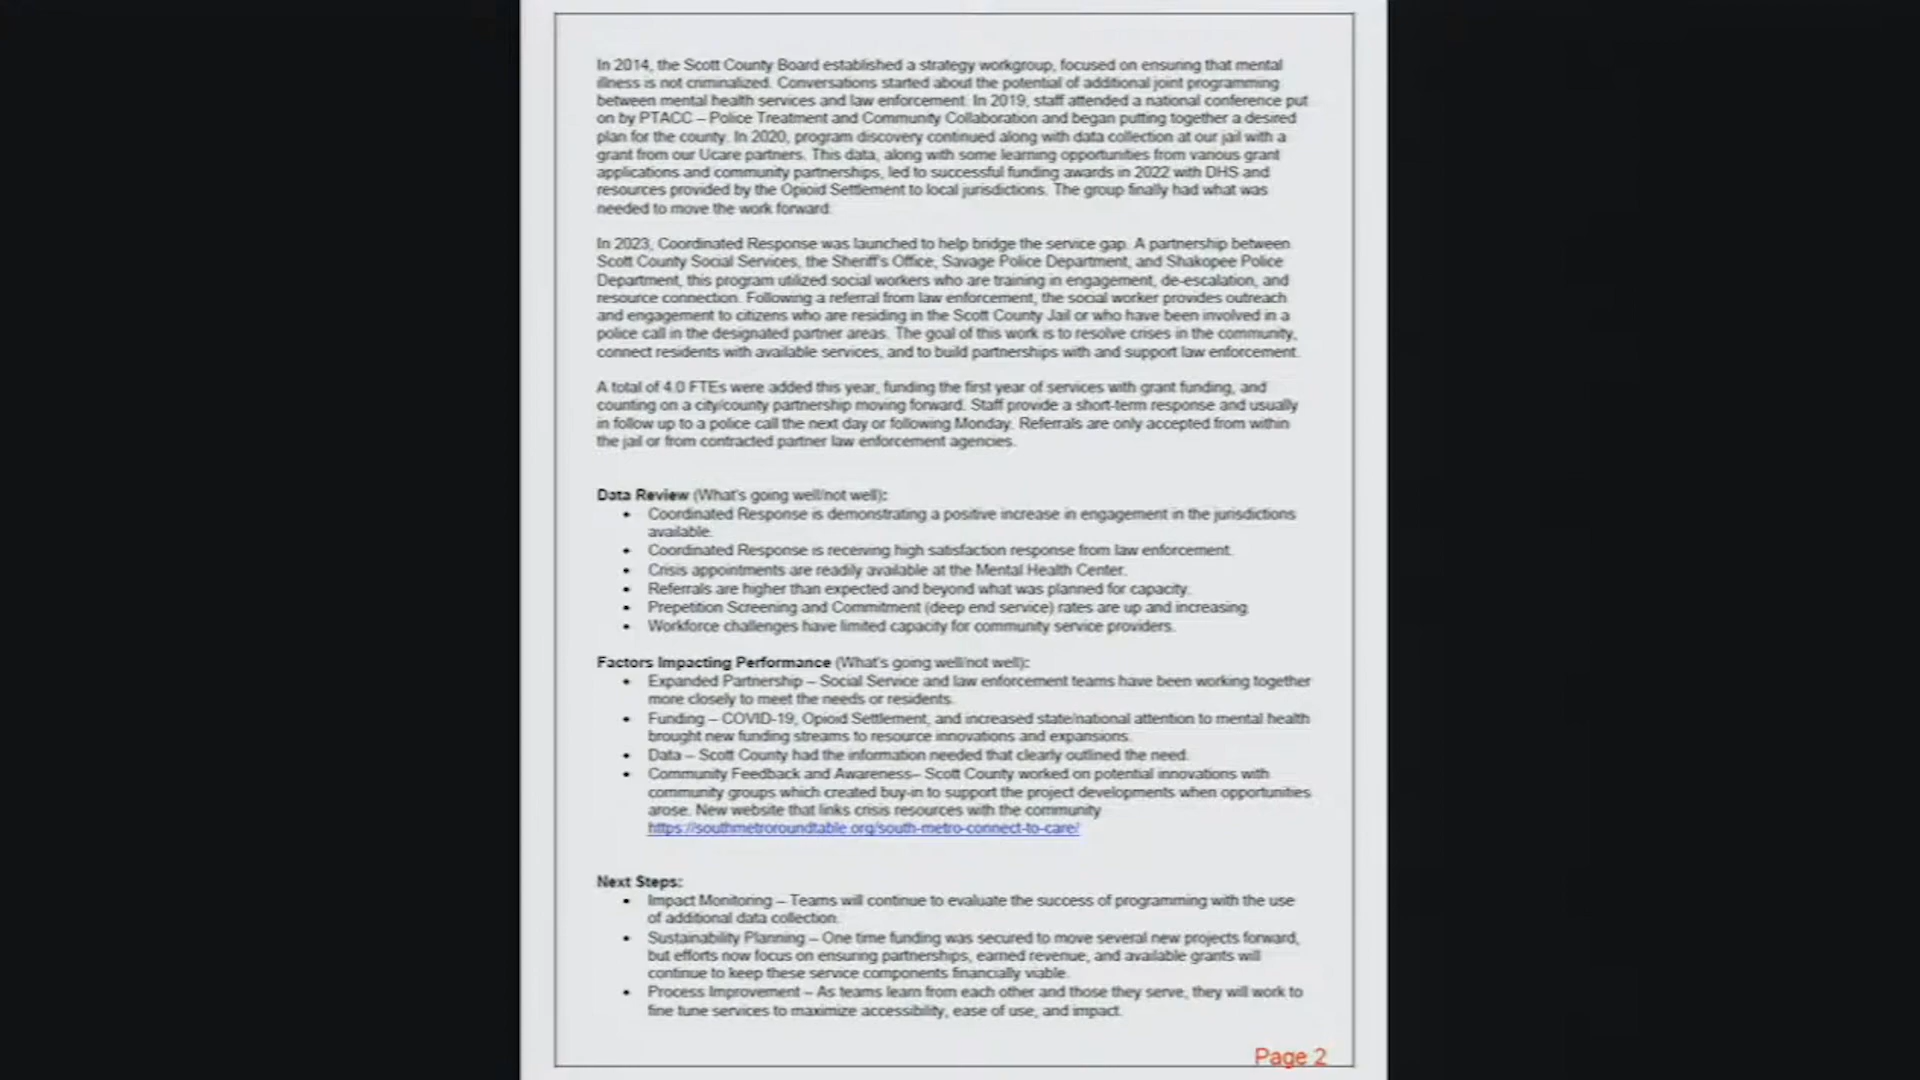 In 2014, the Scott County Board established a strategy workgroup, focused on ensuring that mental
illness is not criminalized. Conversations started about the potential of additional joint programming
between mental health services and law enforcement. In 2019, staff attended a national conference put
on by PTACC – Police Treatment and Community Collaboration and began putting together a desired
plan for the county. In 2020, program discovery continued along with data collection at our jail with a
grant from our Ucare partners. This data, along with some learning opportunities from various grant
applications and community partnerships, led to successful funding awards in 2022 with DHS and
resources provided by the Opioid Settlement to local jurisdictions. The group finally had what was
needed to move the work forward.
In 2023, Coordinated Response was launched to help bridge the service gap. A partnership between
Scott County Social Services, the Sheriff's Office, Savage Police Department, and Shakopee Police
Department, this program utilized social workers who are training in engagement, de-escalation, and
resource connection. Following a referral from law enforcement, the social worker provides outreach
and engagement to citizens who are residing in the Scott County Jail or who have been involved in a
police call in the designated partner areas. The goal of this work is to resolve crises in the community,
connect residents with available services, and to build partnerships with and support law enforcement.
A total of 4.0 FTEs were added this year, funding the first year of services with grant funding, and
counting on a city/county partnership moving forward. Staff provide a short-term response and usually
in follow up to a police call the next day or following Monday. Referrals are only accepted from within
the jail or from contracted partner law enforcement agencies.
Data Review (What's going well/not well):
• Coordinated Response is demonstrating a positive increase in engagement in the jurisdictions
available.
• Coordinated Response is receiving high satisfaction response from law enforcement.
• Crisis appointments are readily available at the Mental Health Center.
• Referrals are higher than expected and beyond what was planned for capacity.
• Prepetition Screening and Commitment (deep end service) rates are up and increasing.
• Workforce challenges have limited capacity for community service providers.
Factors Impacting Performance (What's going well/not well):
• Expanded Partnership – Social Service and law enforcement teams have been working together
more closely to meet the needs or residents.
• Funding – COVID-19, Opioid Settlement, and increased state/national attention to mental health
brought new funding streams to resource innovations and expansions.
• Data – Scott County had the information needed that clearly outlined the need.
• Community Feedback and Awareness– Scott County worked on potential innovations with
community groups which created buy-in to support the project developments when opportunities
arose. New website that links crisis resources with the community
https://southmetroroundtable.org/south-metro-connect-to-care/
Next Steps:
• Impact Monitoring – Teams will continue to evaluate the success of programming with the use
of additional data collection.
• Sustainability Planning – One time funding was secured to move several new projects forward,
but efforts now focus on ensuring partnerships, earned revenue, and available grants will
continue to keep these service components financially viable.
• Process Improvement – As teams learn from each other and those they serve, they will work to
fine tune services to maximize accessibility, ease of use, and impact.
Page 2